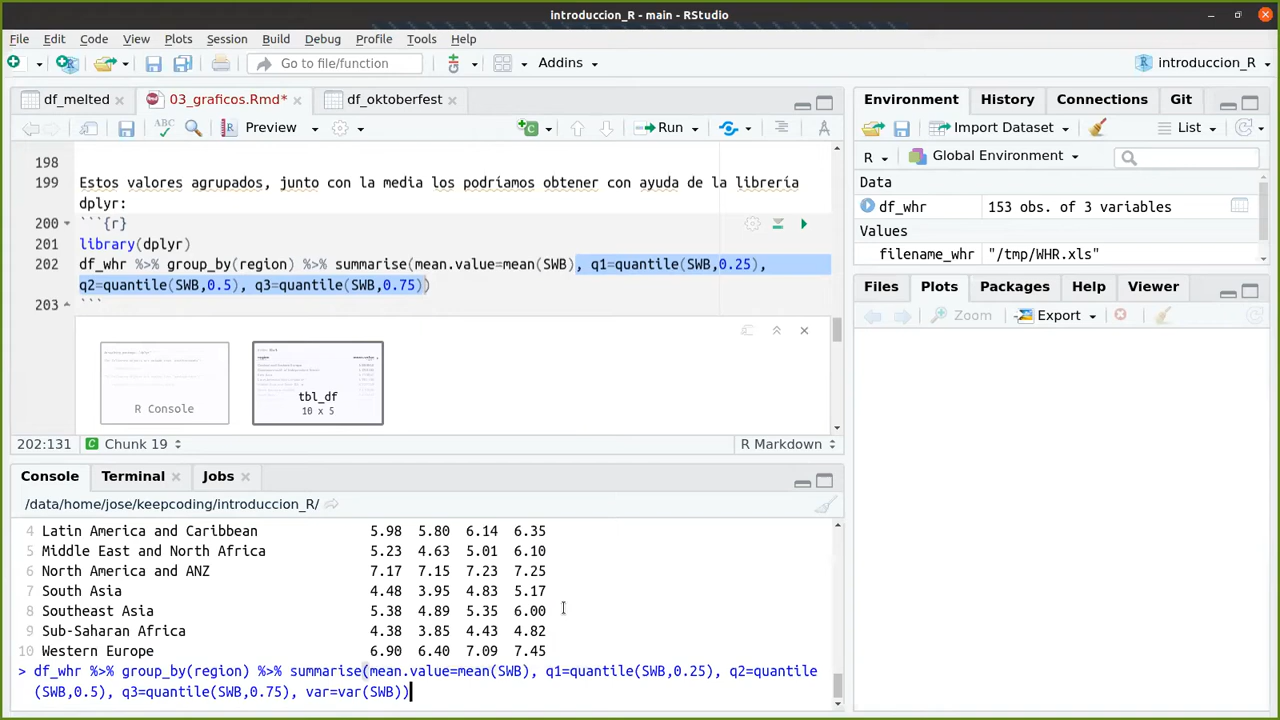 introduccion_R - main - RStudio
File Edit Code View Plots Session Build Debug Profile Tools Help
Go to file/function Addins introduccion_R
df_melted 03_graficos.Rmd* df_oktoberfest
ABC Preview Run
198
199 Estos valores agrupados, junto con la media los podríamos obtener con ayuda de la librería
dplyr:
200 ```{r}
201 library(dplyr)
202 df_whr %>% group_by(region) %>% summarise(mean.value=mean(SWB), q1=quantile(SWB,0.25),
q2=quantile(SWB,0.5), q3=quantile(SWB,0.75))
203 ```
R Console
tbl_df
10 x 5
202:131 Chunk 19 R Markdown
Console Terminal Jobs
/data/home/jose/keepcoding/introduccion_R/
4 Latin America and Caribbean 5.98 5.80 6.14 6.35
5 Middle East and North Africa 5.23 4.63 5.01 6.10
6 North America and ANZ 7.17 7.15 7.23 7.25
7 South Asia 4.48 3.95 4.83 5.17
8 Southeast Asia 5.38 4.89 5.35 6.00
9 Sub-Saharan Africa 4.38 3.85 4.43 4.82
10 Western Europe 6.90 6.40 7.09 7.45
> df_whr %>% group_by(region) %>% summarise(mean.value=mean(SWB), q1=quantile(SWB,0.25), q2=quantile
(SWB,0.5), q3=quantile(SWB,0.75), var=var(SWB))
Environment History Connections Git
Import Dataset List
R Global Environment
Data
df_whr 153 obs. of 3 variables
Values
filename_whr "/tmp/WHR.xls"
Files Plots Packages Help Viewer
Zoom Export